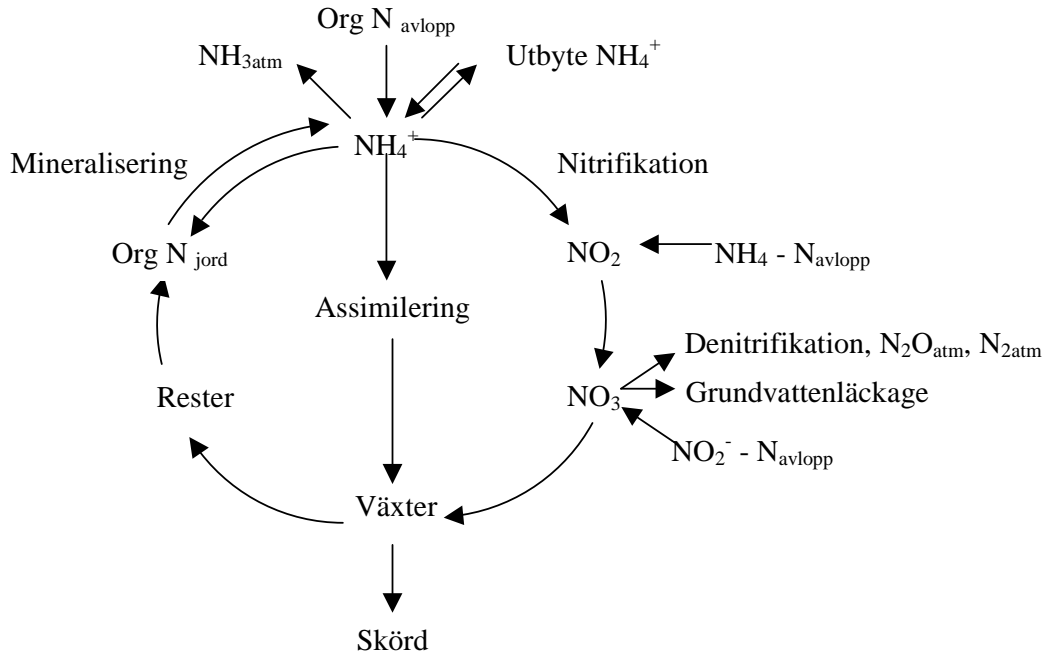 Org N avlopp
NH3atm
Utbyte NH4+
NH4+
Mineralisering
Nitrifikation
Org N jord
NO2
NH4 - Navlopp
Assimilering
Denitrifikation, N2Oatm, N2atm
Rester
NO3
Grundvattenläckage
NO2- - Navlopp
Växter
Skörd